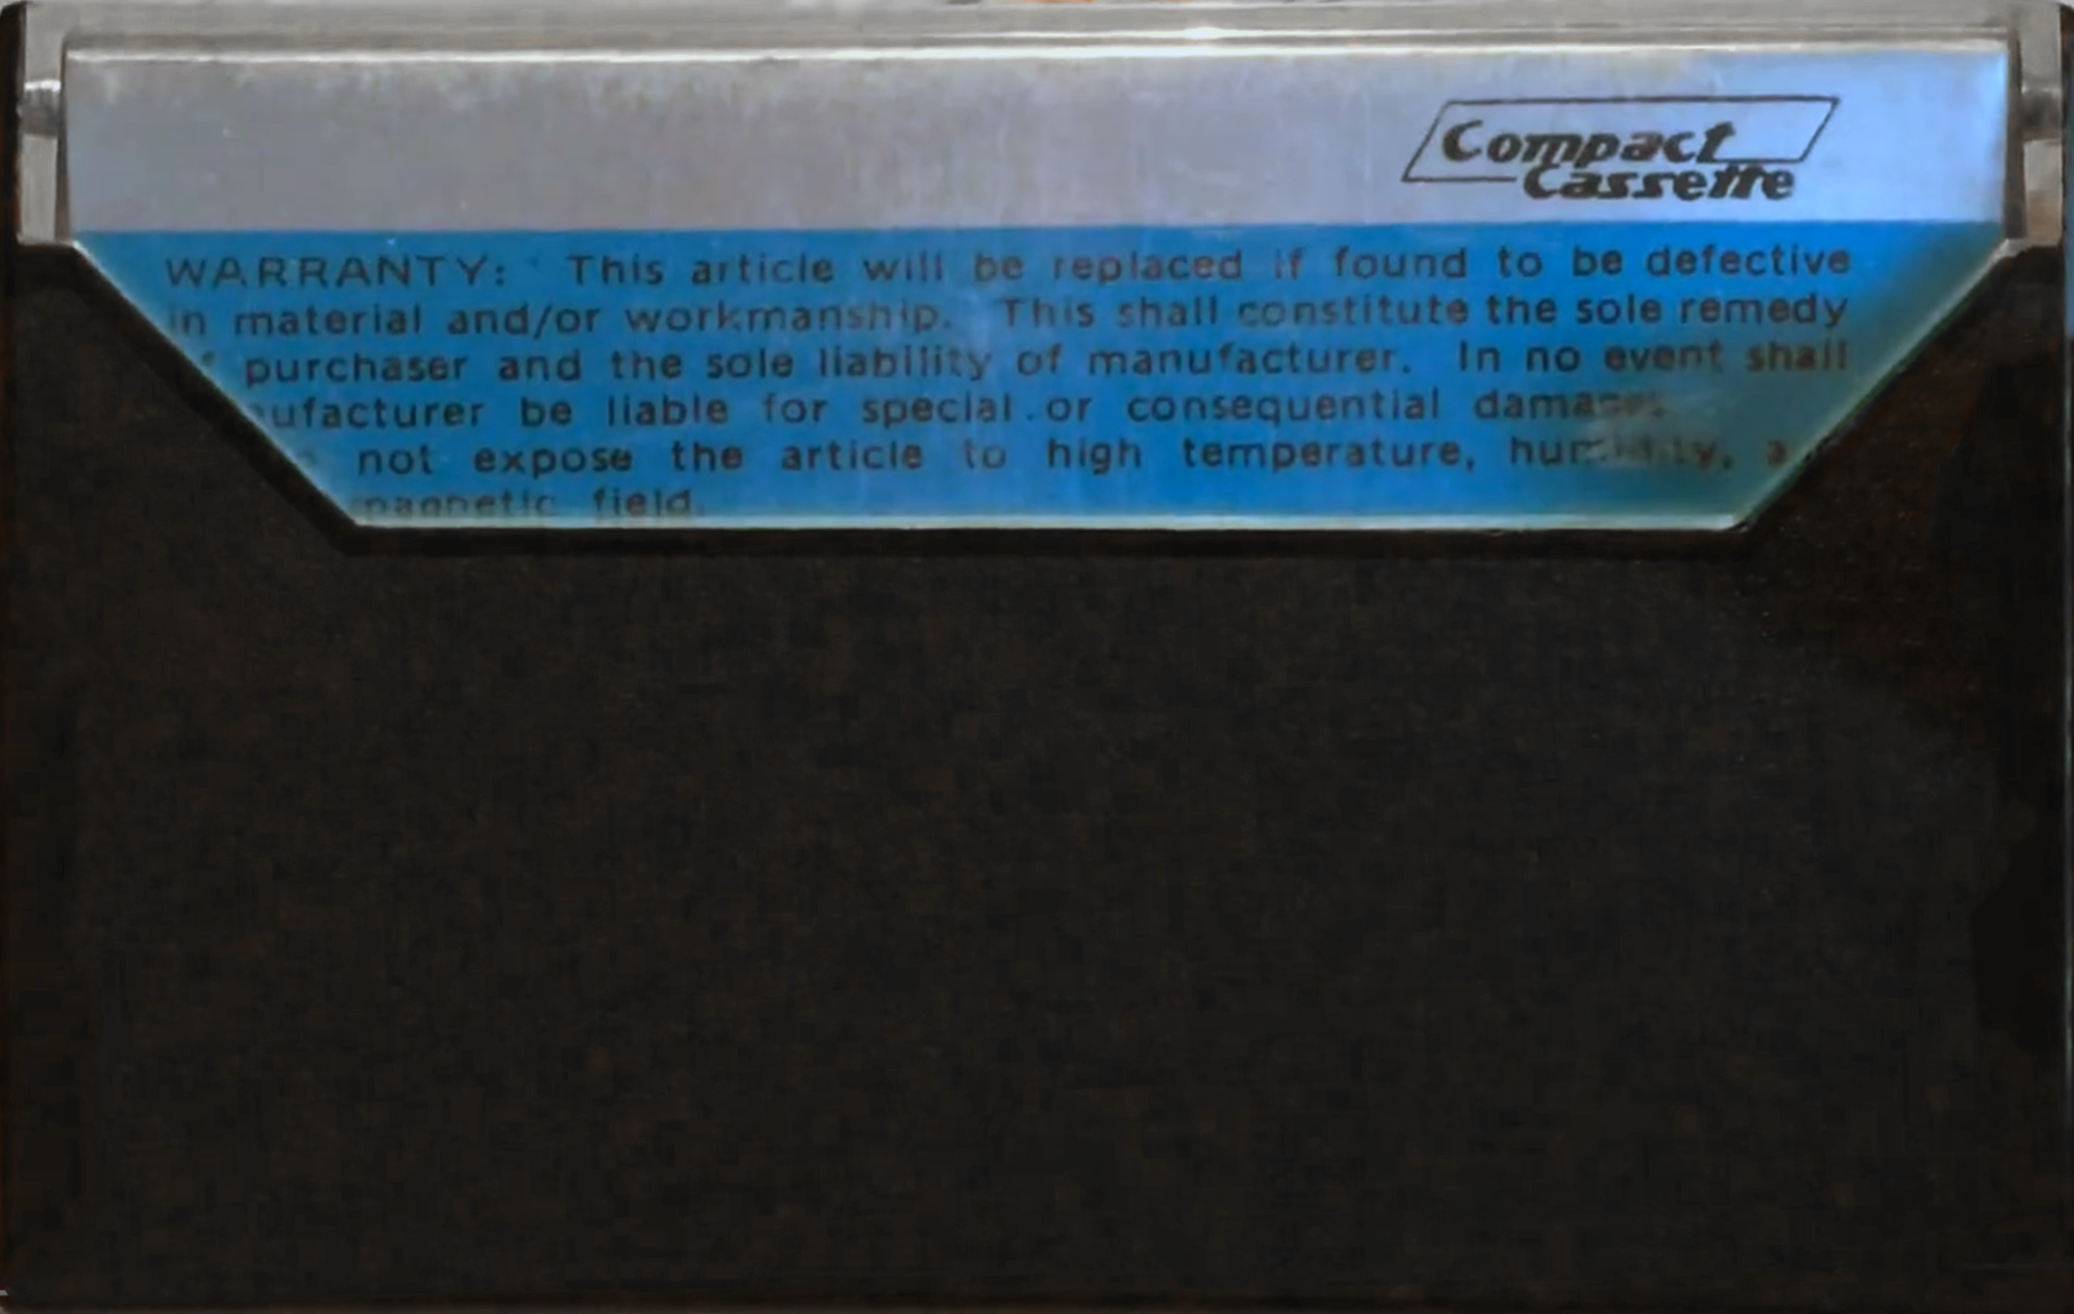 Compact
Cassette
WARRANTY: This article will be replaced if found to be defective
in material and/or workmanship. This shall constitute the sole remedy
purchaser and the sole liability of manufacturer. In no event shall
be liable for special or consequential
not expose the article to high temperature, humidity,
magnetic field.